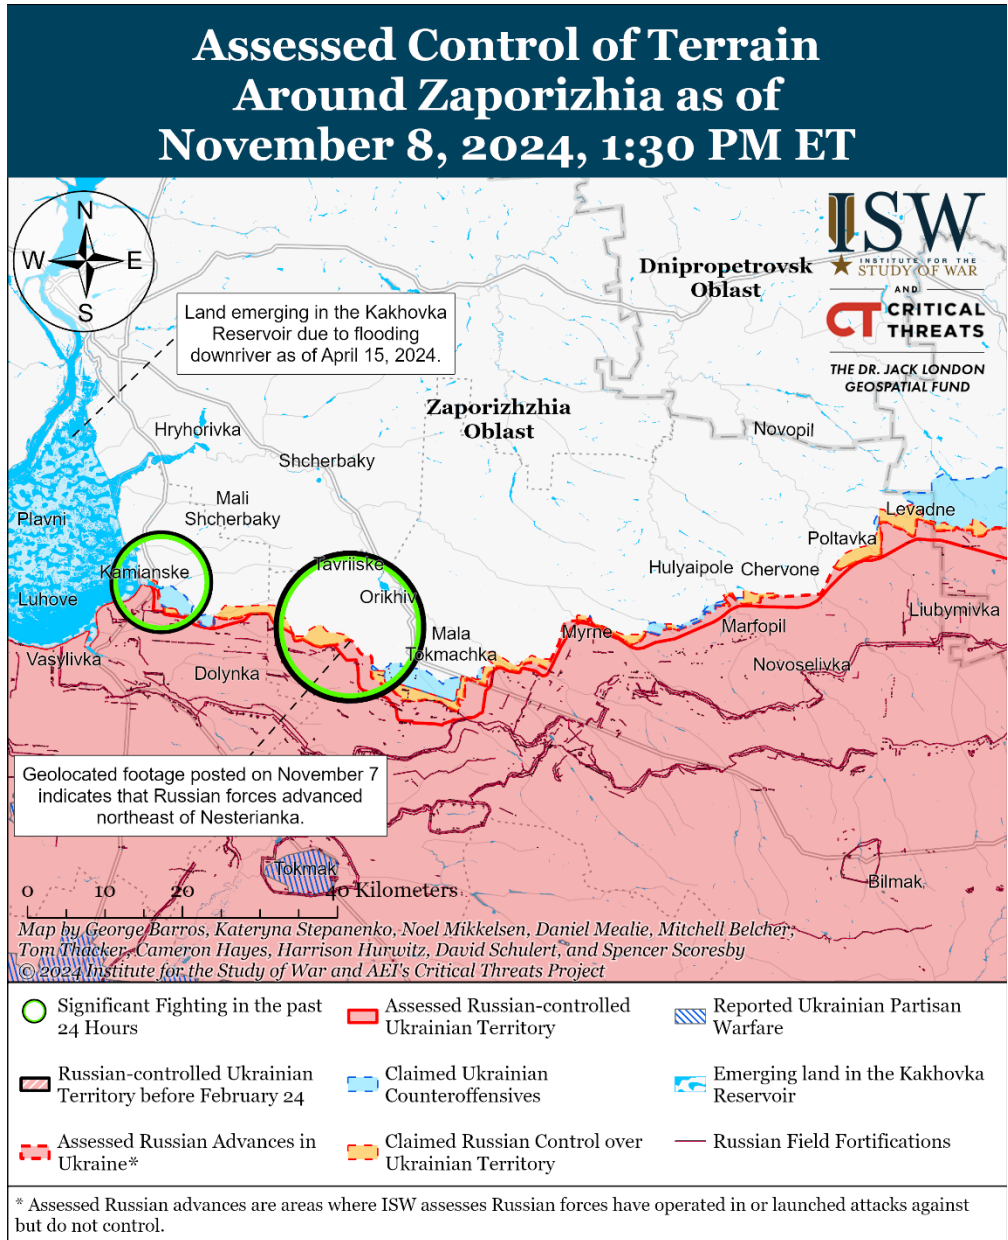 Assessed Control of Terrain
Around Zaporizhia as of
November 8, 2024, 1:30 PM ET
N
W
E
S
ISW
INSTITUTE FOR THE
STUDY OF WAR
AND
CT CRITICAL
THREATS
THE DR. JACK LONDON
GEOSPATIAL FUND
Dnipropetrovsk
Oblast
Land emerging in the Kakhovka
Reservoir due to flooding
downriver as of April 15, 2024.
Zaporizhzhia
Oblast
Hryhorivka
Novopil
Shcherbaky
Mali
Shcherbaky
Plavni
Levadne
Poltavka
Kamianske
Tavriiske
Hulyaipole
Chervone
Luhove
Orikhiv
Liubymivka
Mala
Tokmachka
Myrne
Marfopil
Vasylivka
Dolynka
Novoselivka
Geolocated footage posted on November 7
indicates that Russian forces advanced
northeast of Nesterianka.
Tokmak
Bilmak
0 10 20 40 Kilometers
Map by George Barros, Kateryna Stepanenko, Noel Mikkelsen, Daniel Mealie, Mitchell Belcher,
Tom Thacker, Cameron Hayes, Harrison Hurwitz, David Schulert, and Spencer Scoresby
© 2024 Institute for the Study of War and AEI's Critical Threats Project
Significant Fighting in the past
24 Hours
Assessed Russian-controlled
Ukrainian Territory
Reported Ukrainian Partisan
Warfare
Russian-controlled Ukrainian
Territory before February 24
Claimed Ukrainian
Counteroffensives
Emerging land in the Kakhovka
Reservoir
Assessed Russian Advances in
Ukraine*
Claimed Russian Control over
Ukrainian Territory
Russian Field Fortifications
* Assessed Russian advances are areas where ISW assesses Russian forces have operated in or launched attacks against
but do not control.